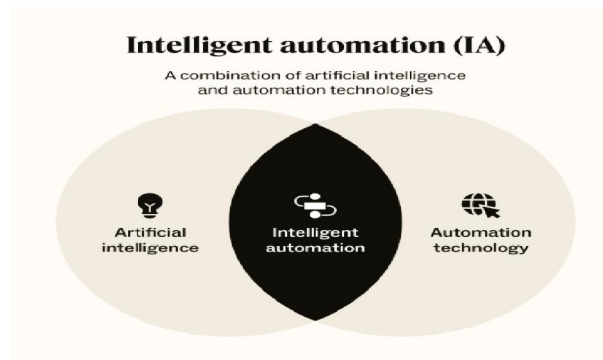 Intelligent automation (IA)
A combination of artificial intelligence
and automation technologies
Artificial
intelligence
Intelligent
automation
Automation
technology